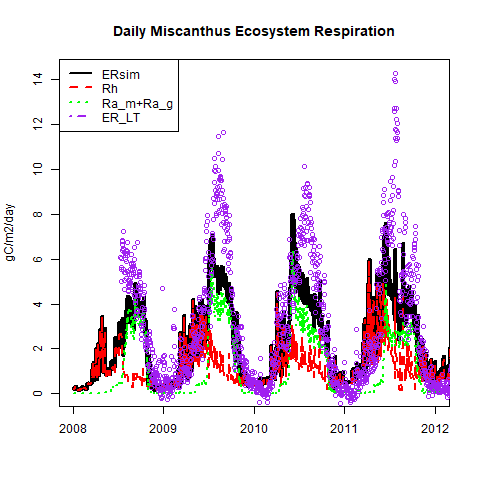 Daily Miscanthus Ecosystem Respiration
ERsim
Rh
Ra_m+Ra_g
ER_LT
gC/m2/day
14
12
10
8
6
4
2
0
2008 2009 2010 2011 2012